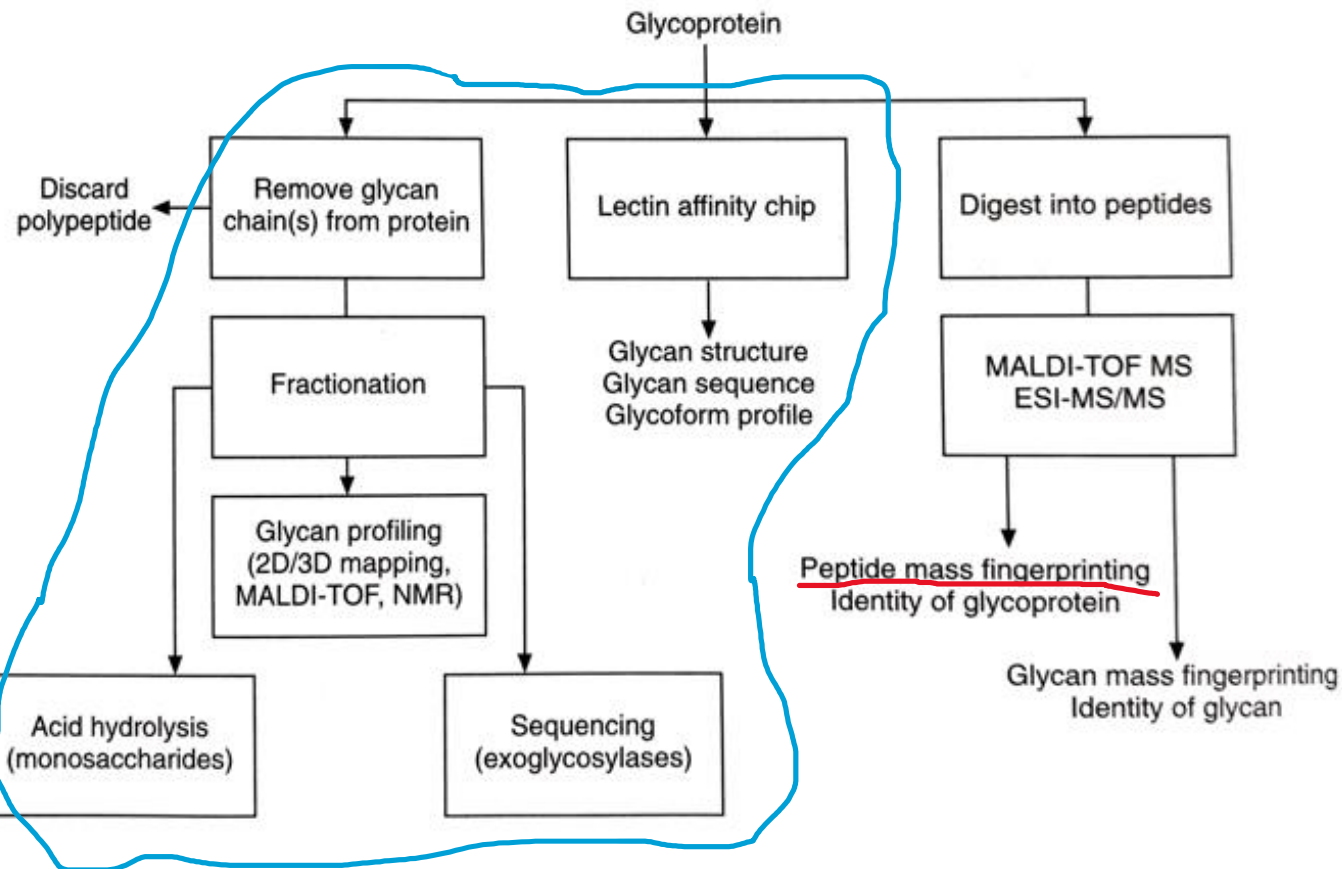 Glycoprotein
Discard
polypeptide
Remove glycan
chain(s) from protein
Lectin affinity chip
Digest into peptides
Fractionation
Glycan structure
Glycan sequence
Glycoform profile
MALDI-TOF MS
ESI-MS/MS
Glycan profiling
(2D/3D mapping,
MALDI-TOF, NMR)
Peptide mass fingerprinting
Identity of glycoprotein
Glycan mass fingerprinting
Identity of glycan
Acid hydrolysis
(monosaccharides)
Sequencing
(exoglycosylases)